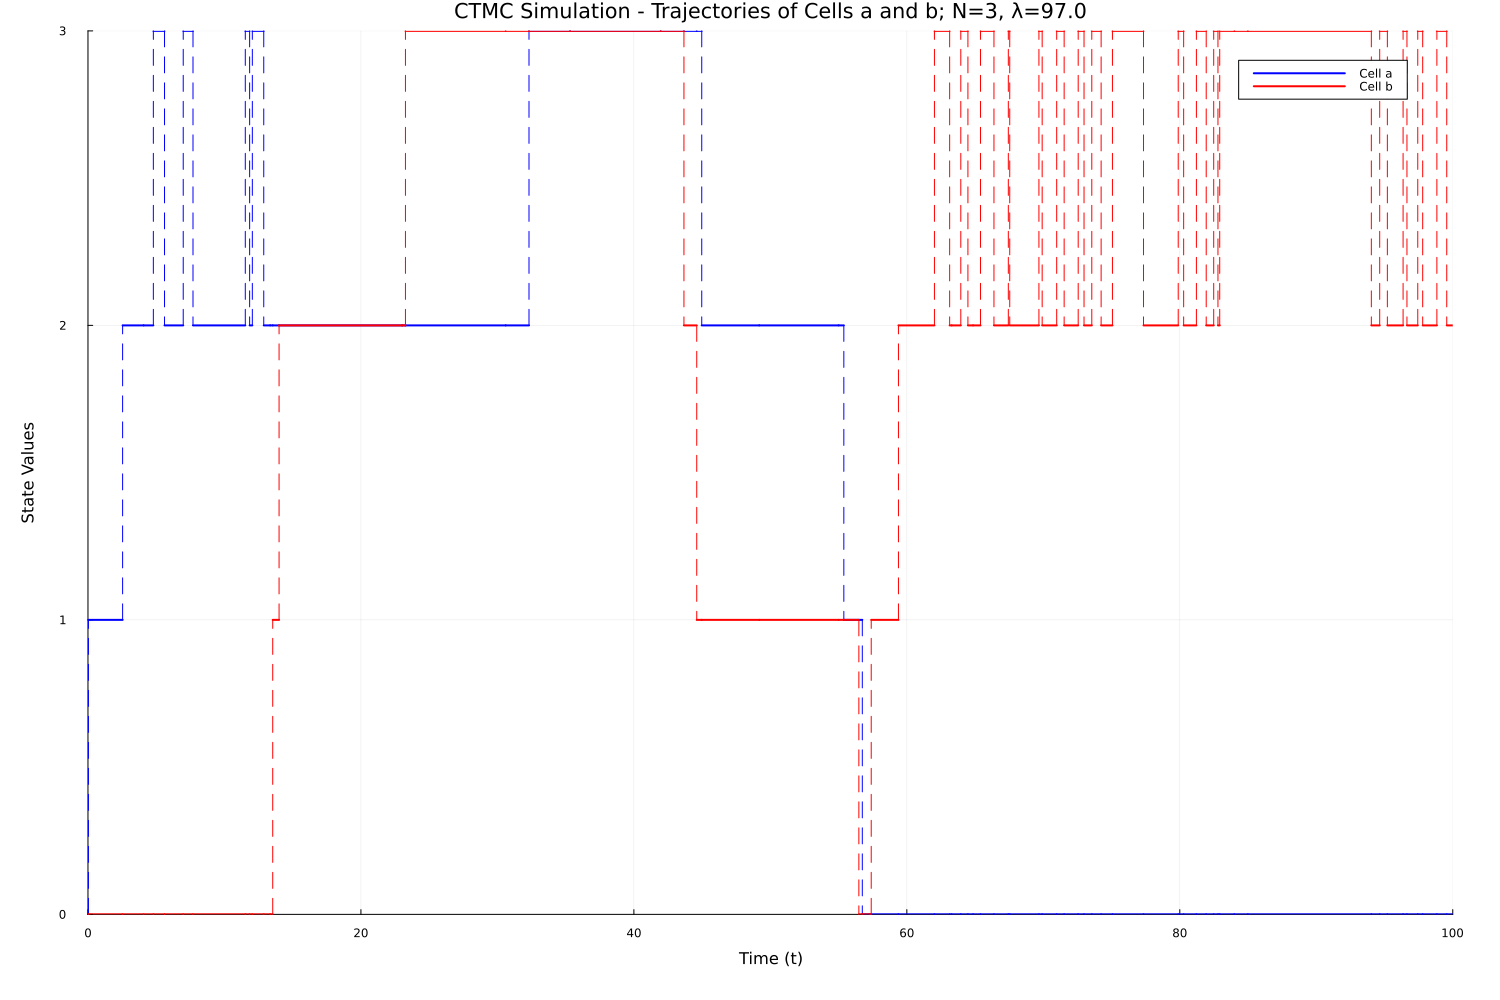 CTMC Simulation - Trajectories of Cells a and b; N=3, λ=97.0
3
Cell a
Cell b
2
State Values
1
0
0 20 40 60 80 100
Time (t)